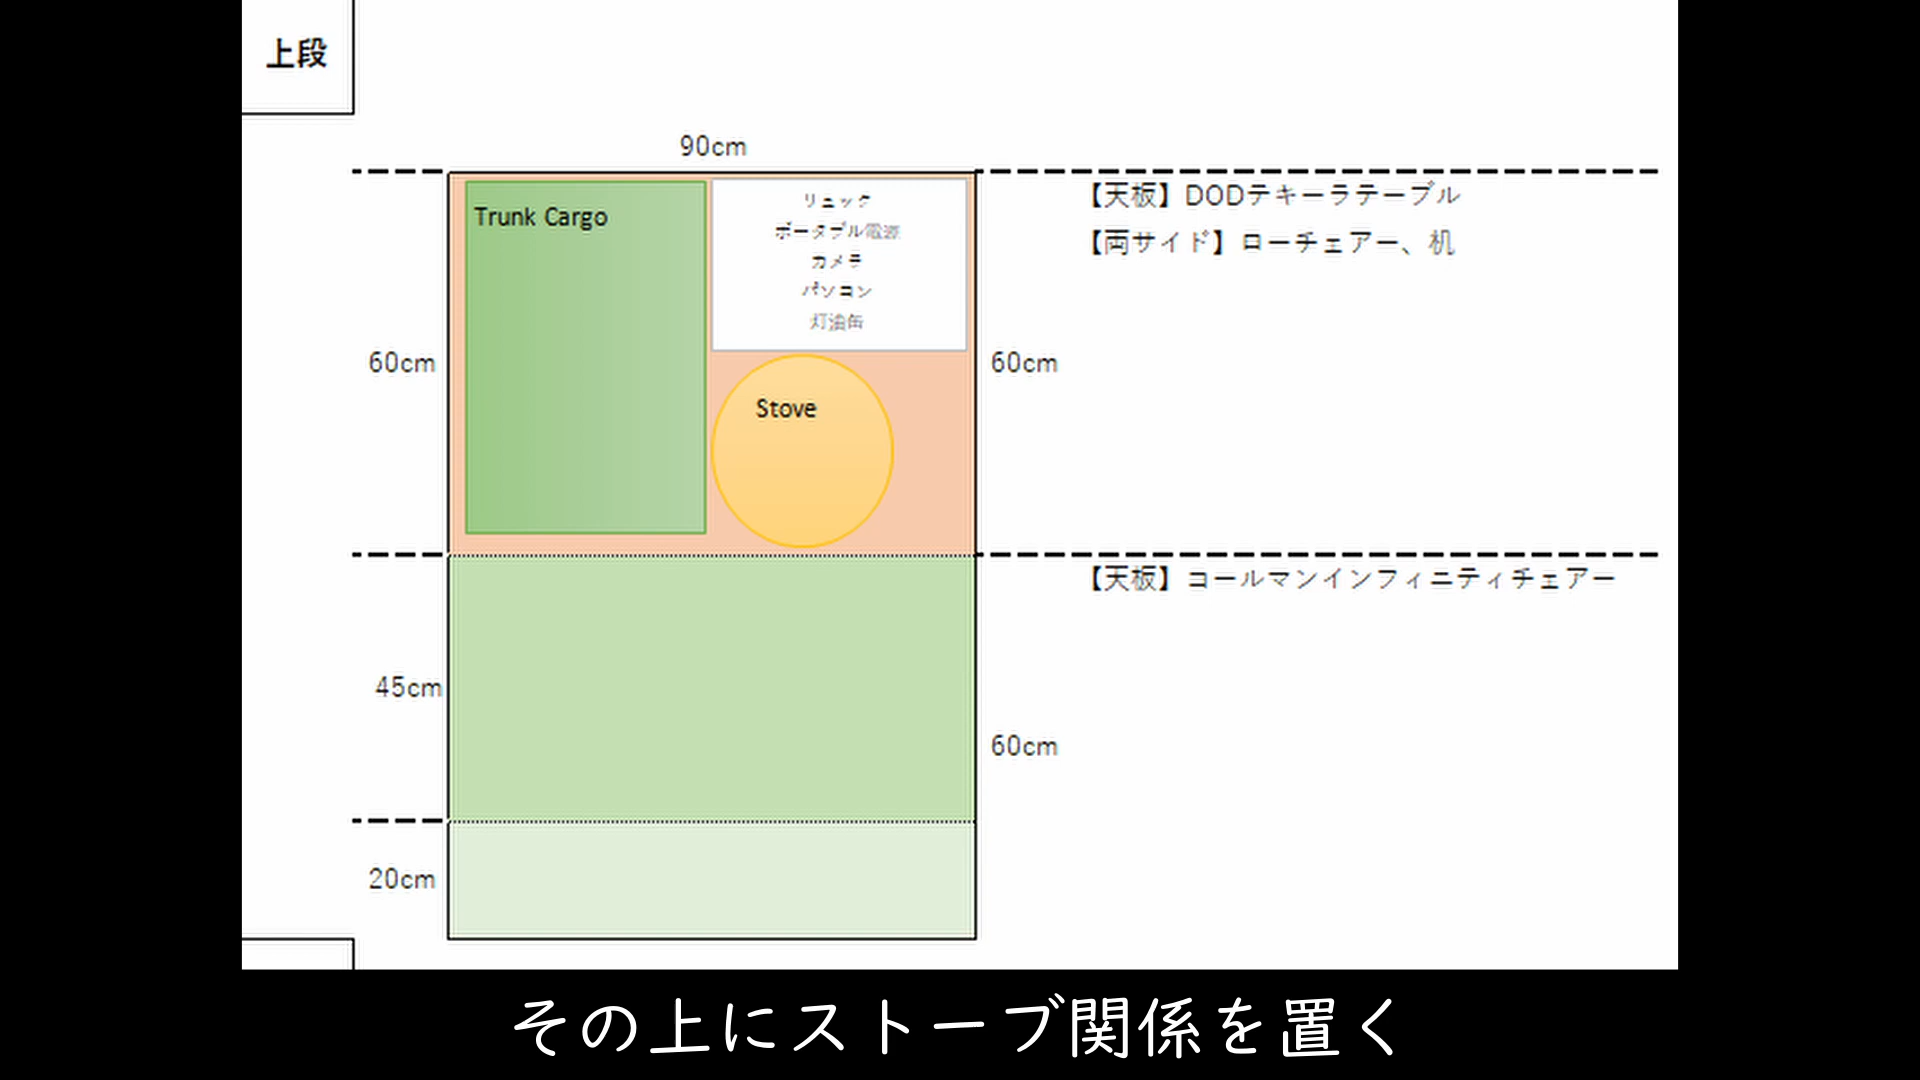 上段
90cm
Trunk Cargo
リュック
ポータブル電源
カメラ
パソコン
灯油缶
【天板】DODテキーラテーブル
【両サイド】ローチェアー、机
60cm
60cm
Stove
【天板】コールマンインフィニティチェアー
45cm
60cm
20cm
その上にストーブ関係を置く